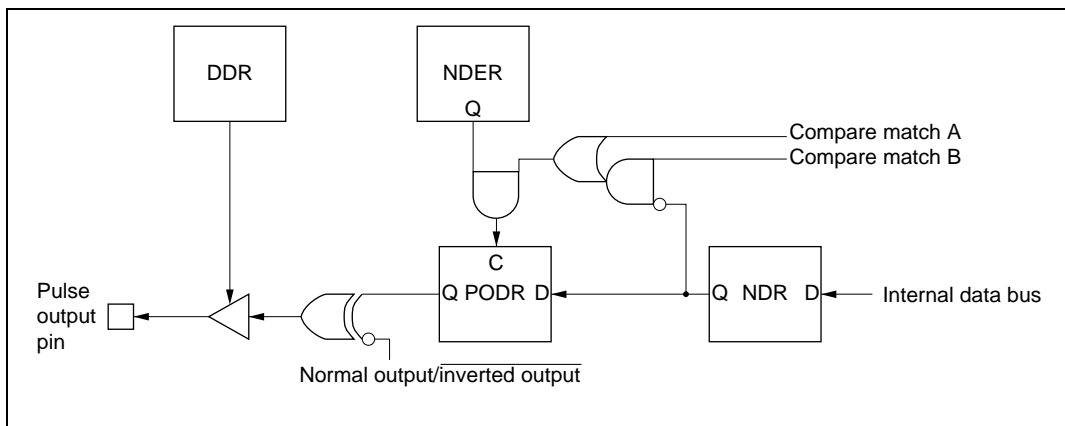 DDR
NDER
Q
Compare match A
Compare match B
C
Q PODR D
Q NDR D
Internal data bus
Pulse
output
pin
Normal output/inverted output